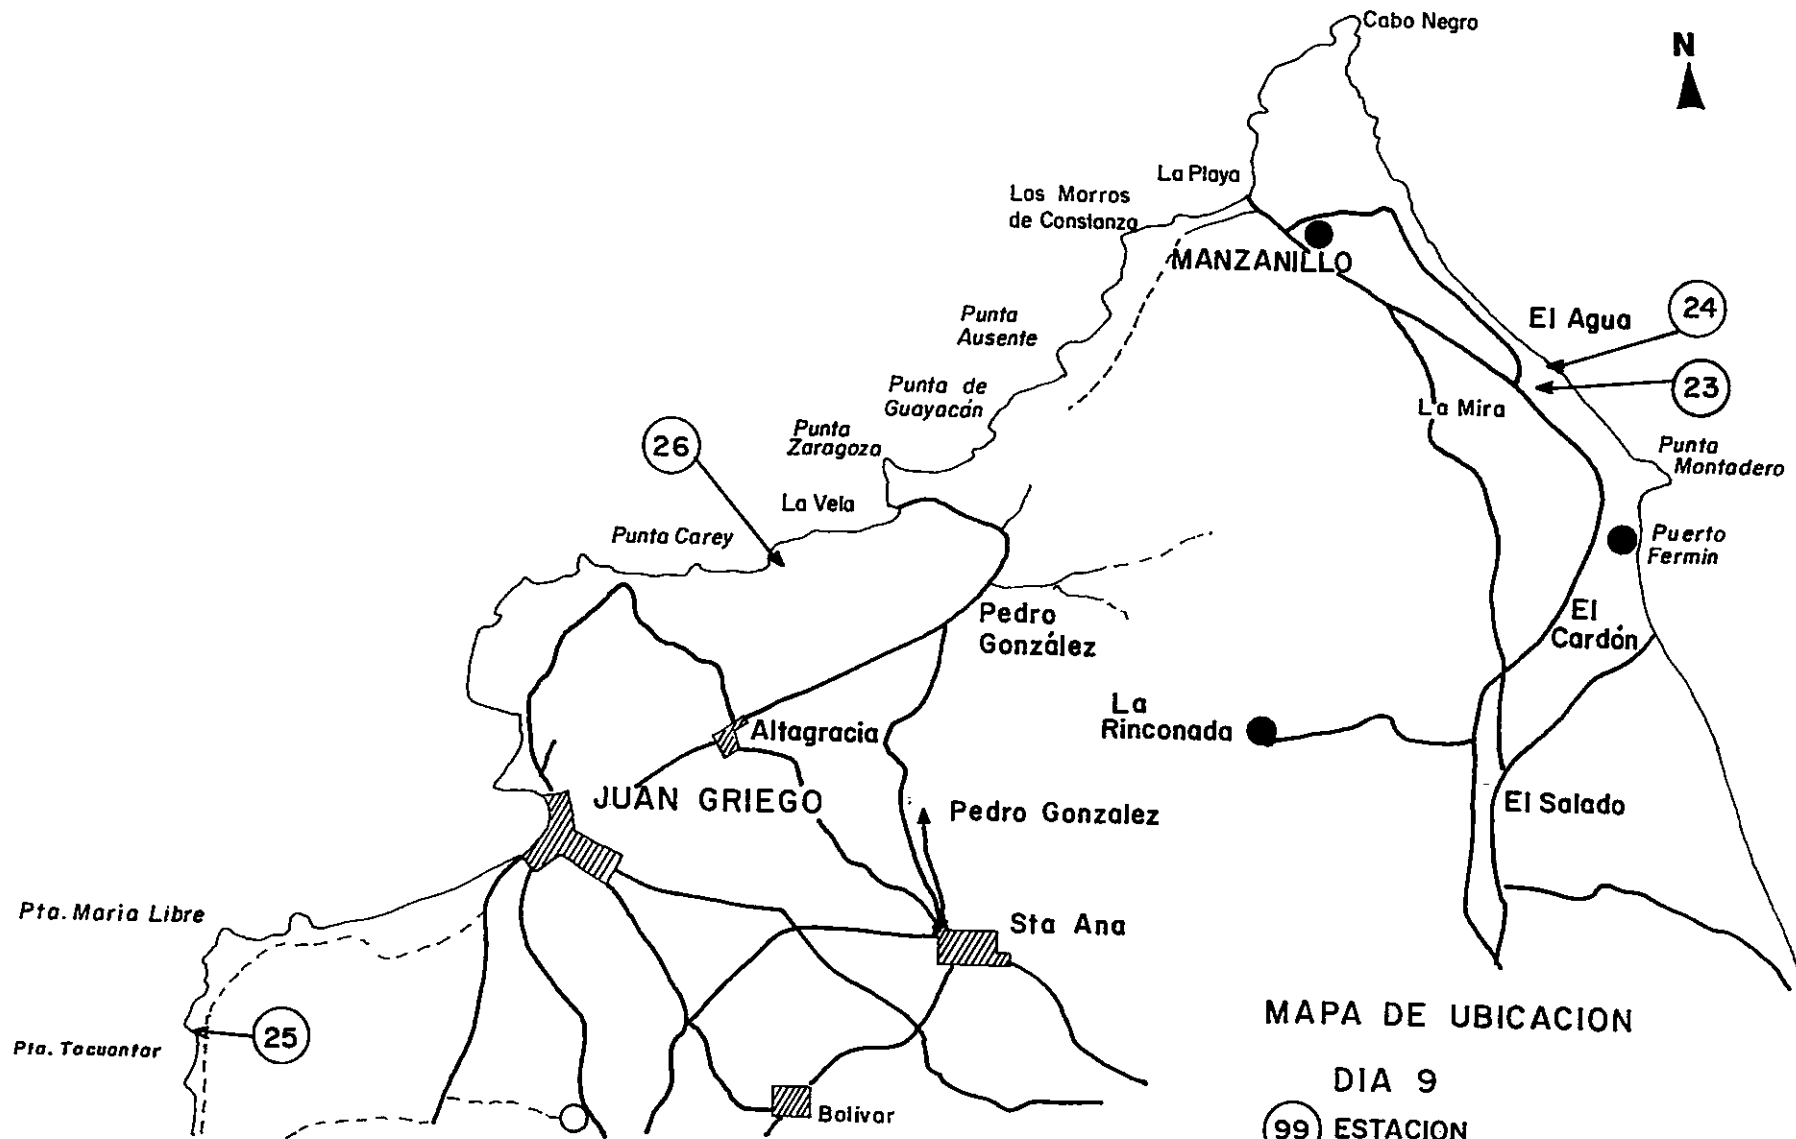 Cabo Negro
N
La Playa
Los Morros
de Constanza
MANZANILLO
24
El Agua
Punta
Ausente
23
Punta de
Guayacán
La Mira
26
Punta
Zaragoza
Punta
Montadero
La Vela
Punta Carey
Puerto
Fermin
Pedro
González
El
Cardón
La
Rinconada
Altagracia
JUAN GRIEGO
Pedro Gonzalez
El Salado
Pta. Maria Libre
Sta Ana
25
Pta. Tacuantar
Bolivar
MAPA DE UBICACION
DIA 9
99 ESTACION